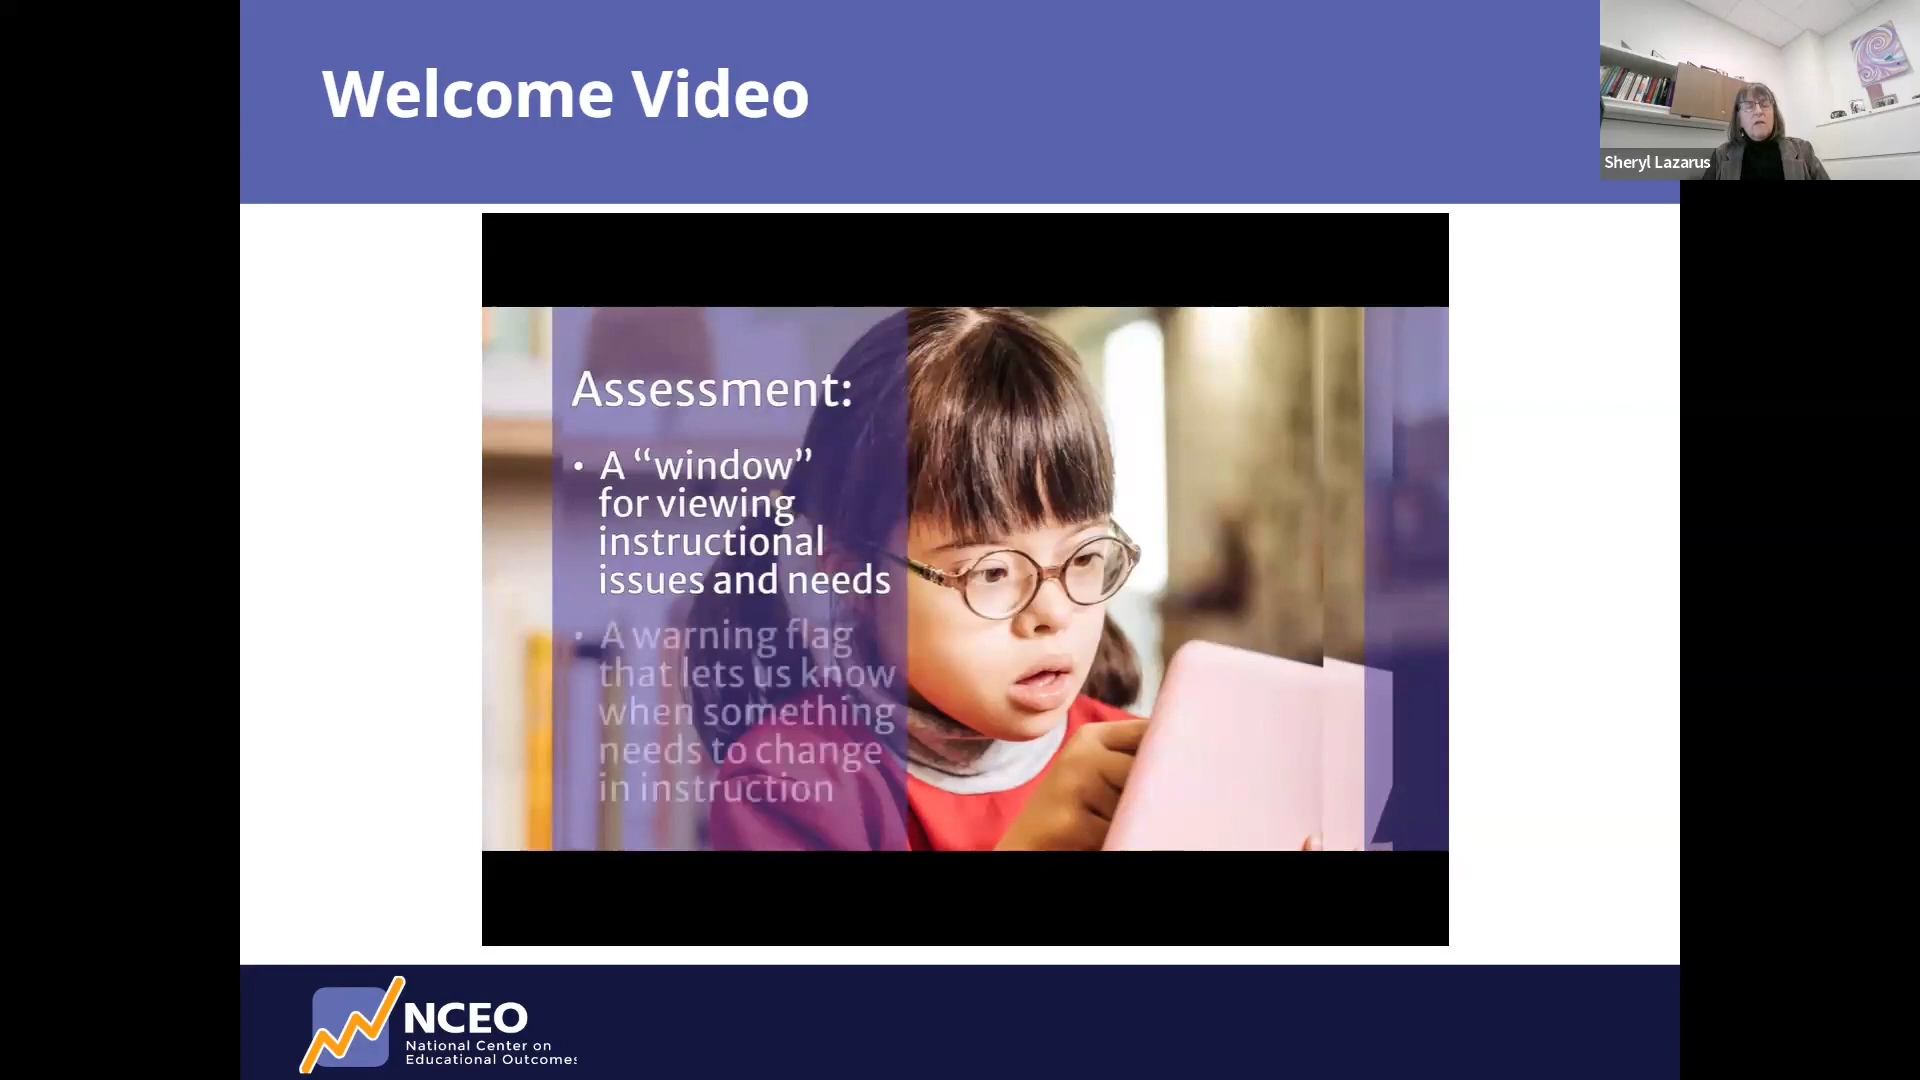 Welcome Video
Sheryl Lazarus
Assessment:
• A “window”
for viewing
instructional
issues and needs
• A warning flag
that lets us know
when something
needs to change
in instruction
NCEO
National Center on
Educational Outcomes